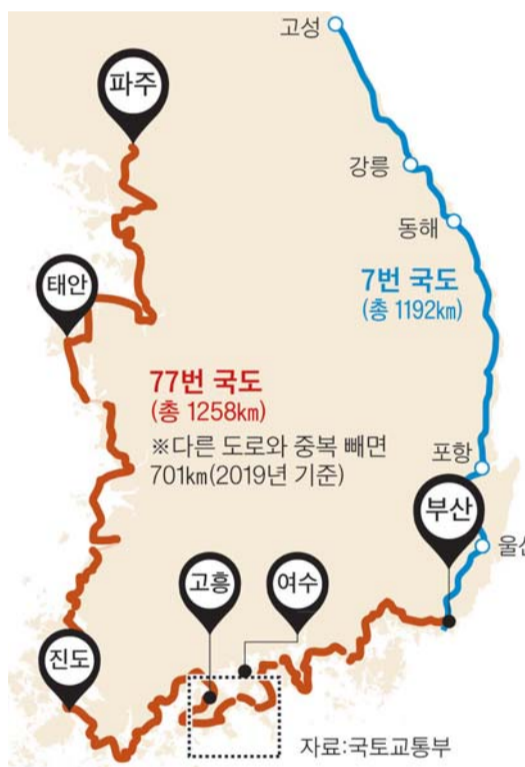 고성
파주
강릉
동해
태안
7번 국도
(총 1192㎞)
77번 국도
(총 1258㎞)
※다른 도로와 중복 빼면
701㎞(2019년 기준)
포항
부산
울산
고흥
여수
진도
자료:국토교통부